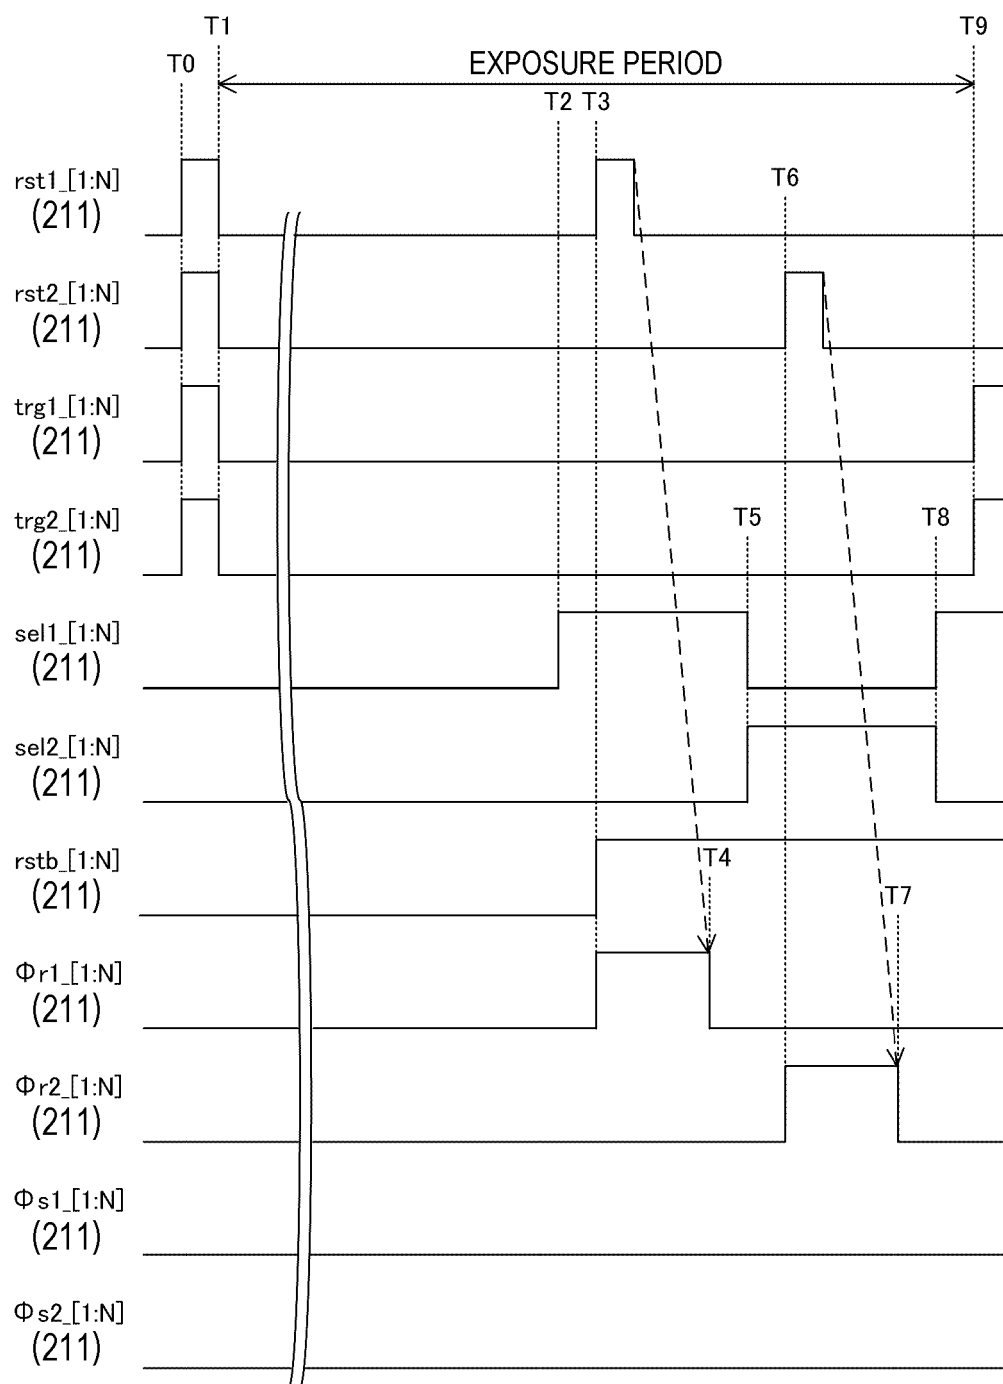 T1
T9
T0
EXPOSURE PERIOD
T2 T3
rst1_[1:N]
(211)
T6
rst2_[1:N]
(211)
trg1_[1:N]
(211)
trg2_[1:N]
(211)
T5
T8
sel1_[1:N]
(211)
sel2_[1:N]
(211)
rstb_[1:N]
(211)
T4
T7
Φr1_[1:N]
(211)
Φr2_[1:N]
(211)
Φs1_[1:N]
(211)
Φs2_[1:N]
(211)